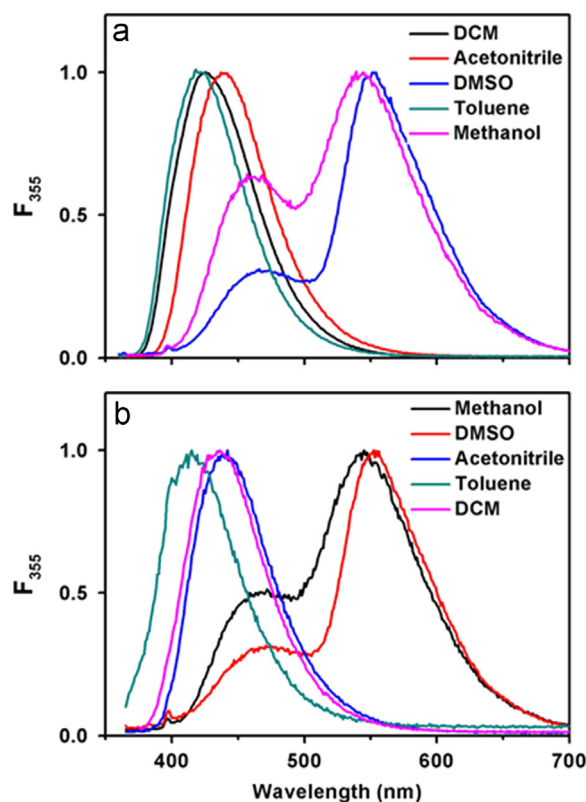 a
DCM
Acetonitrile
DMSO
Toluene
Methanol
1.0
0.5
0.0
F355
b
Methanol
DMSO
Acetonitrile
Toluene
DCM
1.0
0.5
0.0
F355
400 500 600 700
Wavelength (nm)